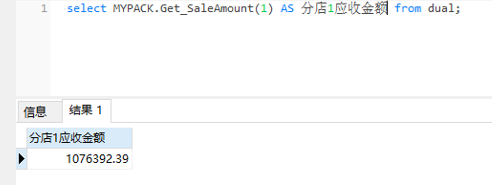 1 select MYPACK.Get_SaleAmount(1) AS 分店1应收金额 from dual;
信息 结果 1
分店1应收金额
1076392.39